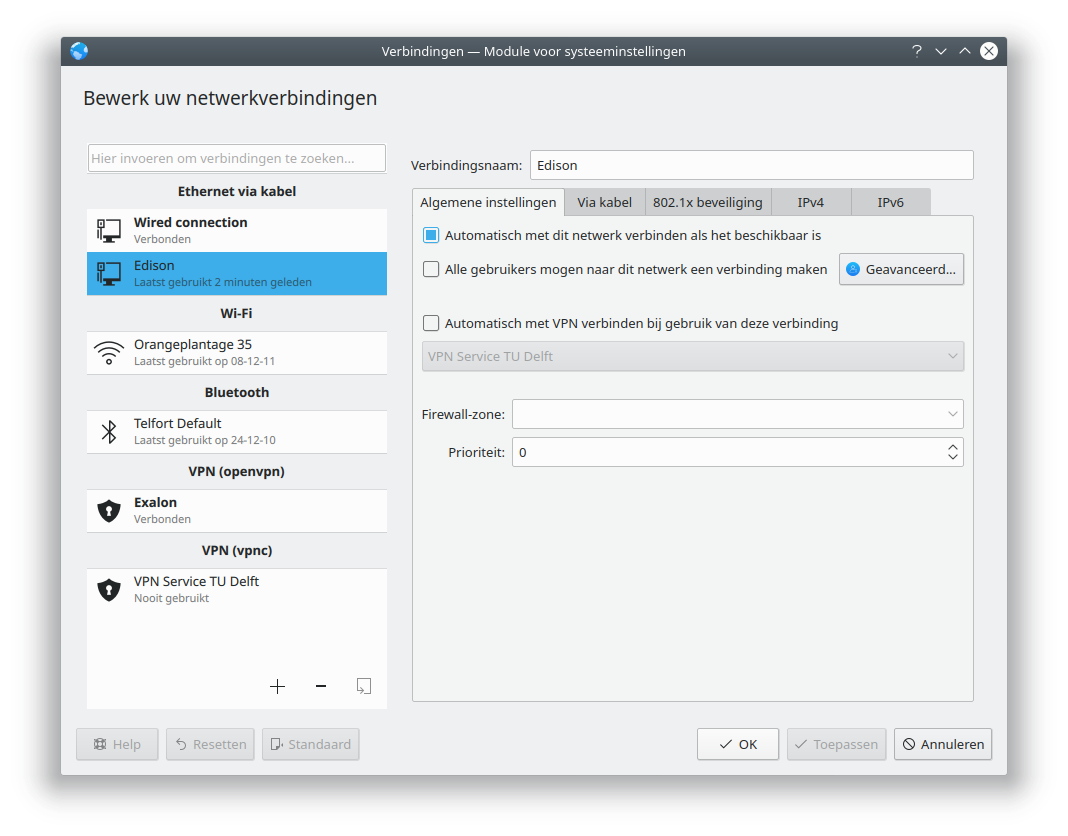 Verbindingen — Module voor systeeminstellingen
Bewerk uw netwerkverbindingen
Hier invoeren om verbindingen te zoeken...
Ethernet via kabel
Wired connection
Verbonden
Edison
Laatst gebruikt 2 minuten geleden
Wi-Fi
Orangeplantage 35
Laatst gebruikt op 08-12-11
Bluetooth
Telfort Default
Laatst gebruikt op 24-12-10
VPN (openvpn)
Exalon
Verbonden
VPN (vpnc)
VPN Service TU Delft
Nooit gebruikt
Verbindingsnaam: Edison
Algemene instellingen Via kabel 802.1x beveiliging IPv4 IPv6
Automatisch met dit netwerk verbinden als het beschikbaar is
Alle gebruikers mogen naar dit netwerk een verbinding maken Geavanceerd...
Automatisch met VPN verbinden bij gebruik van deze verbinding
VPN Service TU Delft
Firewall-zone:
Prioriteit: 0
Help Resetten Standaard OK Toepassen Annuleren